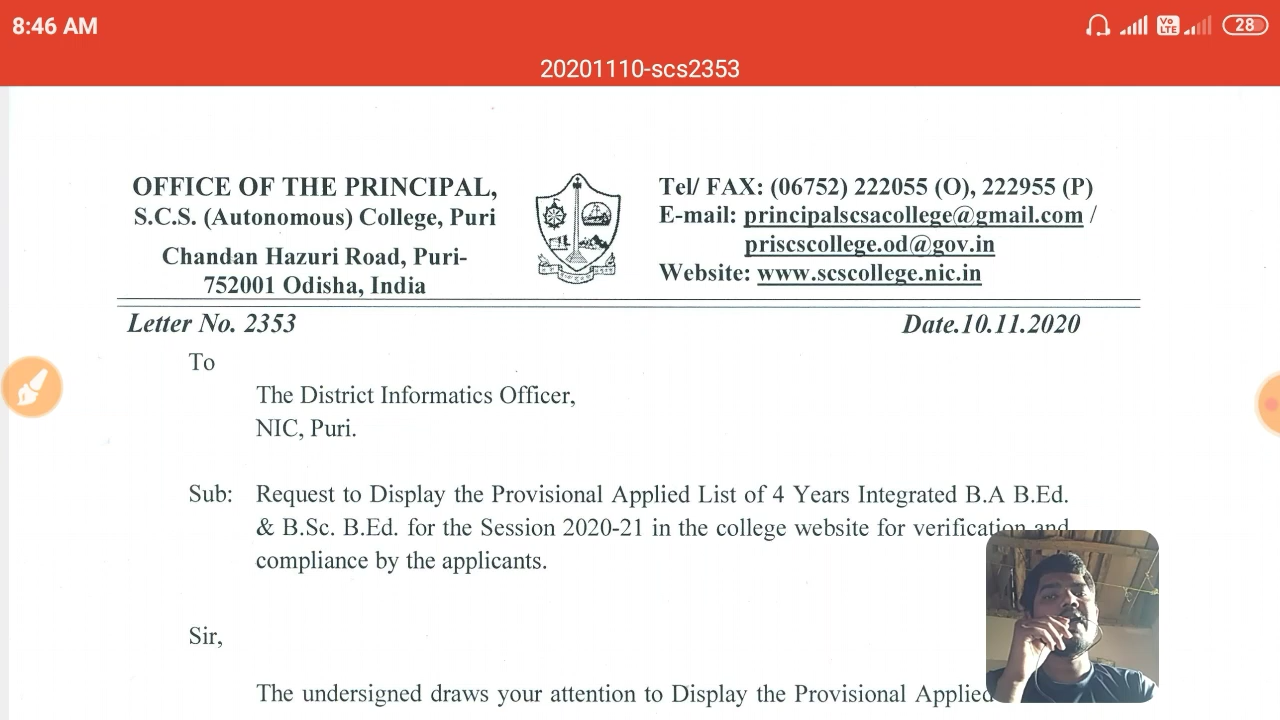 8:46 AM
Vo LTE
28
20201110-scs2353
OFFICE OF THE PRINCIPAL,
S.C.S. (Autonomous) College, Puri
Chandan Hazuri Road, Puri-
752001 Odisha, India
Tel/ FAX: (06752) 222055 (O), 222955 (P)
E-mail: principalscsacollege@gmail.com /
priscscollege.od@gov.in
Website: www.scscollege.nic.in
Letter No. 2353
Date.10.11.2020
To
The District Informatics Officer,
NIC, Puri.
Sub: Request to Display the Provisional Applied List of 4 Years Integrated B.A B.Ed.
& B.Sc. B.Ed. for the Session 2020-21 in the college website for verification and
compliance by the applicants.
Sir,
The undersigned draws your attention to Display the Provisional Applied